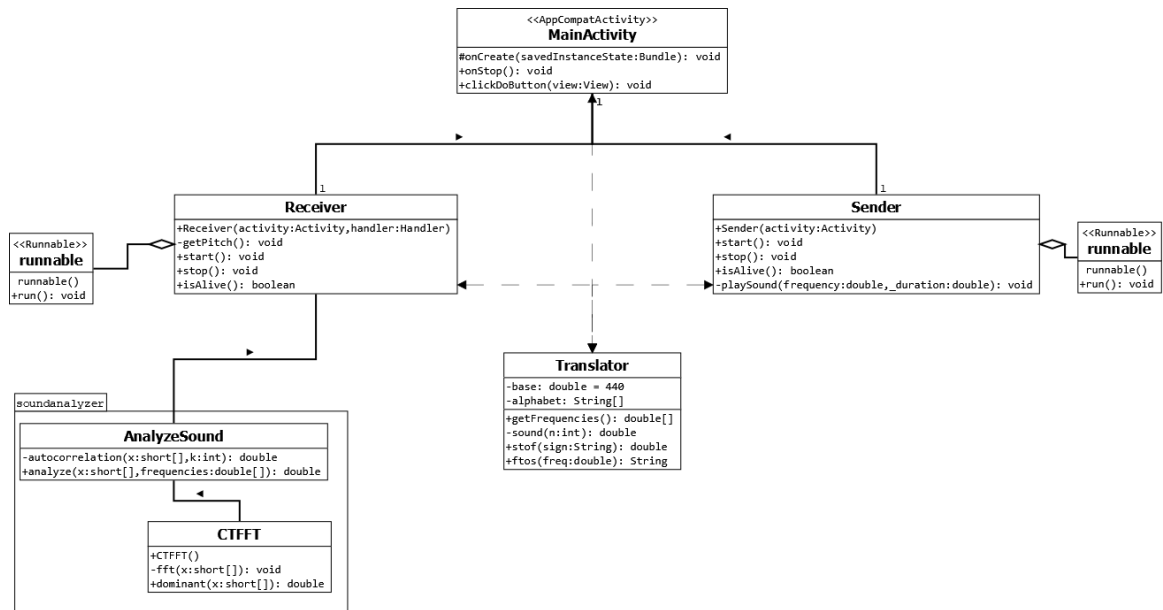 <<AppCompatActivity>>
MainActivity
#onCreate(savedInstanceState:Bundle): void
+onStop(): void
+clickDoButton(view:View): void
1
1
1
Receiver
+Receiver(activity:Activity,handler:Handler)
-getPitch(): void
+start(): void
+stop(): void
+isAlive(): boolean
<<Runnable>>
runnable
runnable()
+run(): void
Sender
+Sender(activity:Activity)
+start(): void
+stop(): void
+isAlive(): boolean
-playSound(frequency:double,_duration:double): void
<<Runnable>>
runnable
runnable()
+run(): void
Translator
-base: double = 440
-alphabet: String[]
+getFrequencies(): double[]
-sound(n:int): double
+stof(sign:String): double
+ftos(freq:double): String
soundanalyzer
AnalyzeSound
-autocorrelation(x:short[],k:int): double
+analyze(x:short[],frequencies:double[]): double
CTFFT
+CTFFT()
-fft(x:short[]): void
+dominant(x:short[]): double